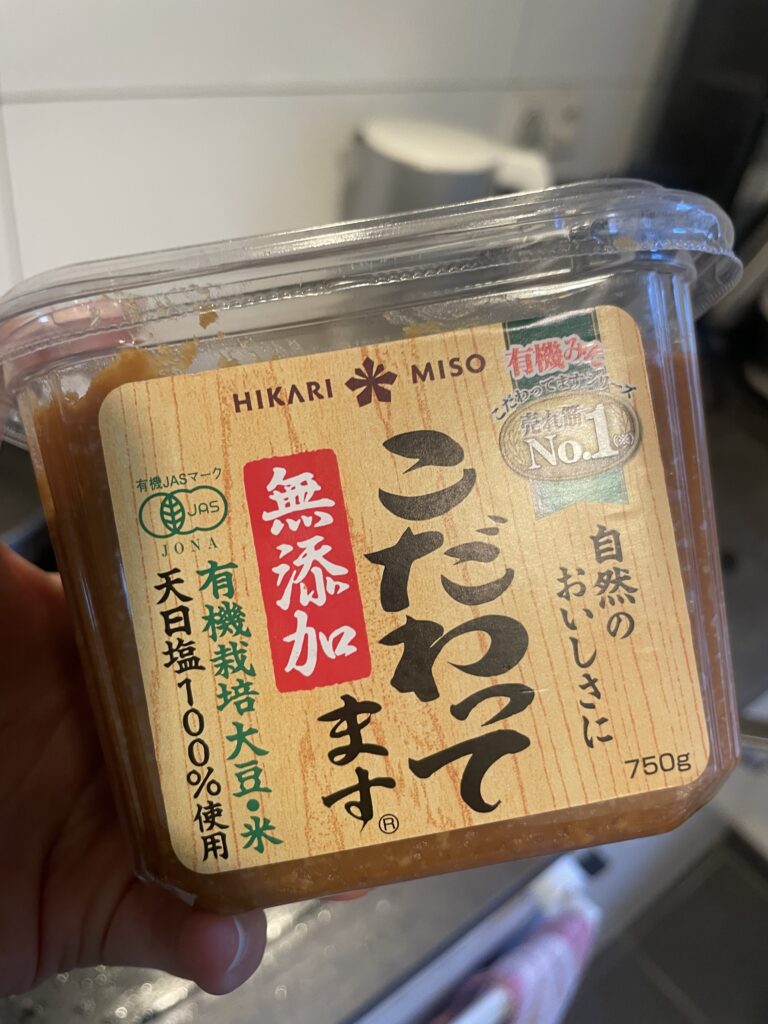 HIKARI MISO
有機みそ
こだわってますシリーズ
売れ筋
No.1(※)
自然の
おいしさに
こだわって
ます®
無添加
有機JASマーク
JAS
JONA
有機栽培大豆・米
天日塩100%使用
750g